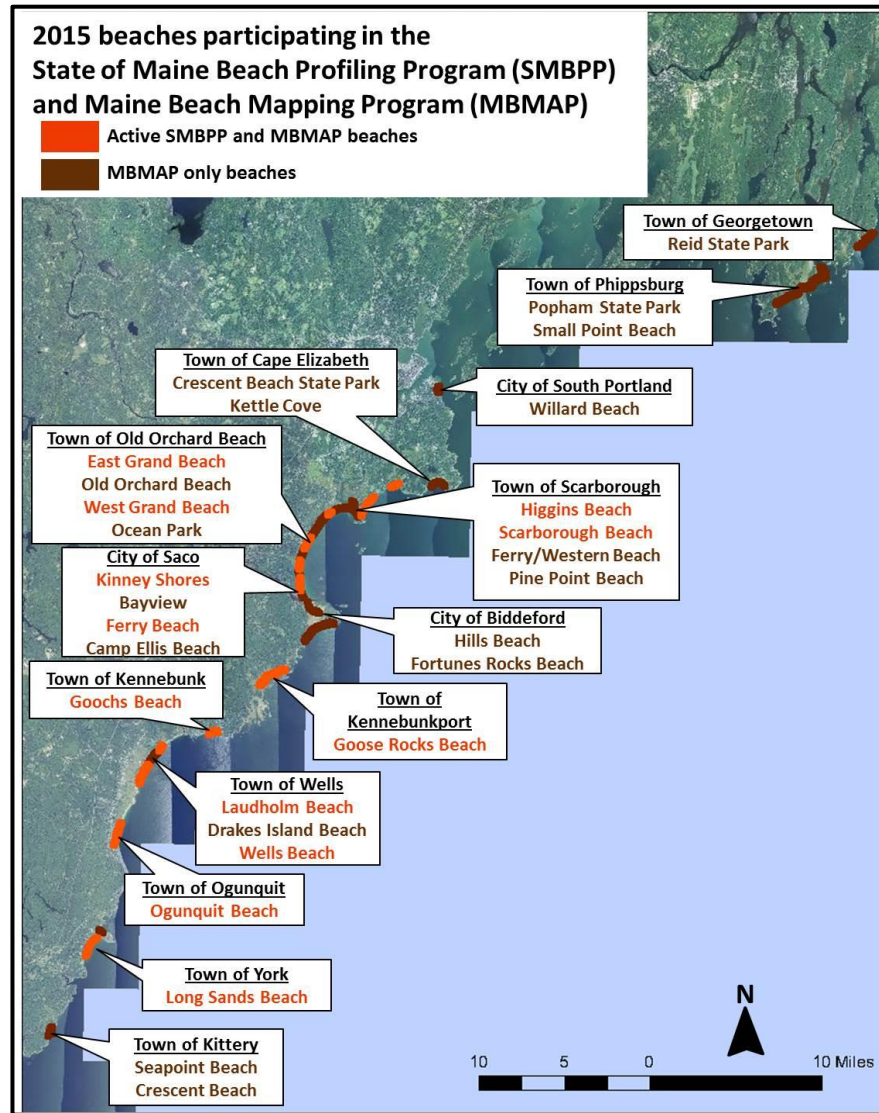 2015 beaches participating in the
State of Maine Beach Profiling Program (SMBPP)
and Maine Beach Mapping Program (MBMAP)
Active SMBPP and MBMAP beaches
MBMAP only beaches
Town of Georgetown
Reid State Park
Town of Phippsburg
Popham State Park
Small Point Beach
Town of Cape Elizabeth
Crescent Beach State Park
Kettle Cove
City of South Portland
Willard Beach
Town of Old Orchard Beach
East Grand Beach
Old Orchard Beach
West Grand Beach
Ocean Park
Town of Scarborough
Higgins Beach
Scarborough Beach
Ferry/Western Beach
Pine Point Beach
City of Saco
Kinney Shores
Bayview
Ferry Beach
Camp Ellis Beach
City of Biddeford
Hills Beach
Fortunes Rocks Beach
Town of Kennebunk
Goochs Beach
Town of
Kennebunkport
Goose Rocks Beach
Town of Wells
Laudholm Beach
Drakes Island Beach
Wells Beach
Town of Ogunquit
Ogunquit Beach
Town of York
Long Sands Beach
Town of Kittery
Seapoint Beach
Crescent Beach
N
10 5 0 10 Miles